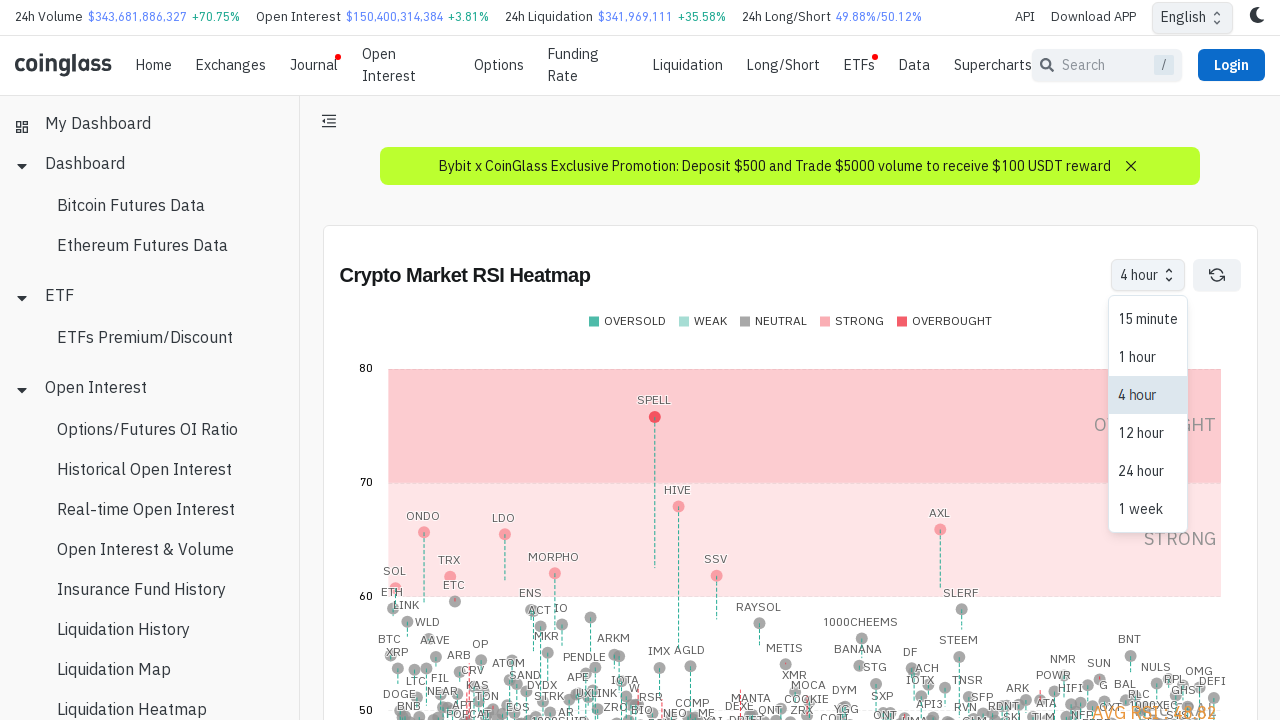 24h Volume $343,681,886,327 +70.75% Open Interest $150,400,314,384 +3.81% 24h Liquidation $341,969,111 +35.58% 24h Long/Short 49.88%/50.12% API Download APP English
coinglass Home Exchanges Journal Open Interest Options Funding Rate Liquidation Long/Short ETFs Data Supercharts Search / Login
My Dashboard
Dashboard
Bitcoin Futures Data
Ethereum Futures Data
ETF
ETFs Premium/Discount
Open Interest
Options/Futures OI Ratio
Historical Open Interest
Real-time Open Interest
Open Interest & Volume
Insurance Fund History
Liquidation History
Liquidation Map
Liquidation Heatmap
Bybit x CoinGlass Exclusive Promotion: Deposit $500 and Trade $5000 volume to receive $100 USDT reward
Crypto Market RSI Heatmap
4 hour
15 minute
1 hour
4 hour
12 hour
24 hour
1 week
OVERSOLD WEAK NEUTRAL STRONG OVERBOUGHT
80
SPELL
70
HIVE
ONDO LDO AXL
STRONG
TRX MORPHO SSV
SOL ETC
60
ETH ENS SLERF
LINK ACT IO RAYSOL
WLD 1000CHEEMS
BTC AAVE OP MKR ARKM STEEM BNT
XRP ARB IMX AGLD METIS BANANA DF
PENDLE NMR
ATOM STG ACH SUN NULS
LTC FIL CRY SAND APE IOTA XMR IOTX TNSR POWR RPL OMG
KAS DYDX W MOCA DYM ARK HIFI G BAL GHST DEFI
DOGE NEAR TON STRK UXLINK RSR MANTA COOKIE SXP SFP RLC
BNB EOS ZRO COMP DEXE YGG API3 RVN RDNT ATA
POPCAT AR BTC NEO QNT ZRX ONT NFP
50